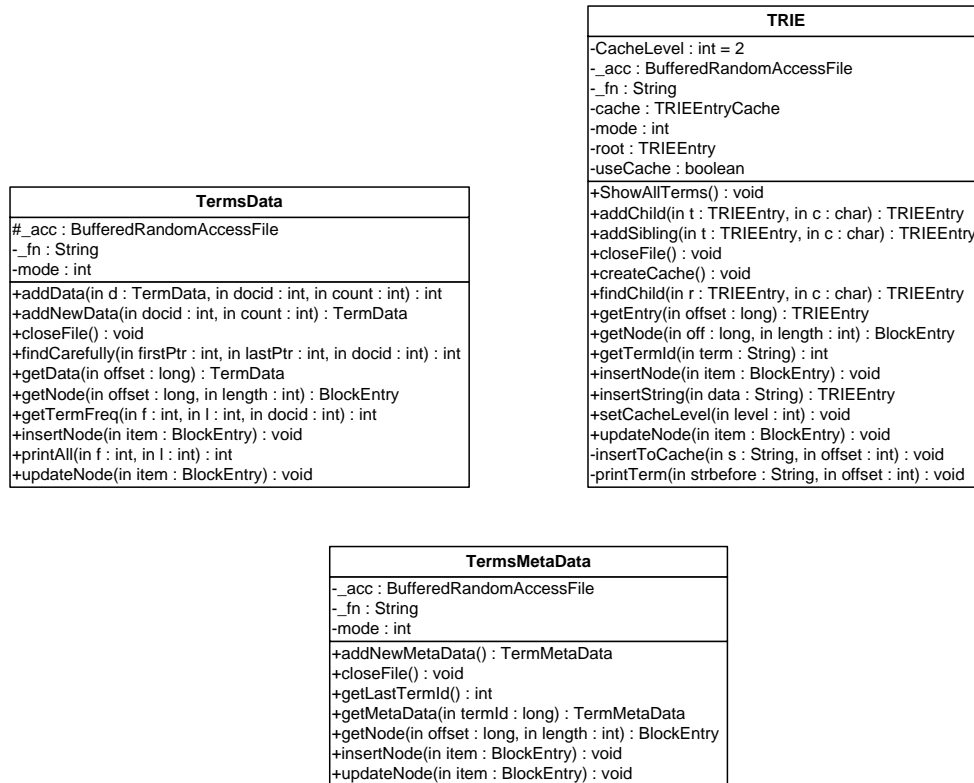 TRIE
-CacheLevel : int = 2
-_acc : BufferedRandomAccessFile
-_fn : String
-cache : TRIEEntryCache
-mode : int
-root : TRIEEntry
-useCache : boolean
+ShowAllTerms() : void
+addChild(in t : TRIEEntry, in c : char) : TRIEEntry
+addSibling(in t : TRIEEntry, in c : char) : TRIEEntry
+closeFile() : void
+createCache() : void
+findChild(in r : TRIEEntry, in c : char) : TRIEEntry
+getEntry(in offset : long) : TRIEEntry
+getNode(in off : long, in length : int) : BlockEntry
+getTermId(in term : String) : int
+insertNode(in item : BlockEntry) : void
+insertString(in data : String) : TRIEEntry
+setCacheLevel(in level : int) : void
+updateNode(in item : BlockEntry) : void
-insertToCache(in s : String, in offset : int) : void
-printTerm(in strbefore : String, in offset : int) : void
TermsData
#_acc : BufferedRandomAccessFile
-_fn : String
-mode : int
+addData(in d : TermData, in docid : int, in count : int) : int
+addNewData(in docid : int, in count : int) : TermData
+closeFile() : void
+findCarefully(in firstPtr : int, in lastPtr : int, in docid : int) : int
+getData(in offset : long) : TermData
+getNode(in offset : long, in length : int) : BlockEntry
+getTermFreq(in f : int, in l : int, in docid : int) : int
+insertNode(in item : BlockEntry) : void
+printAll(in f : int, in l : int) : int
+updateNode(in item : BlockEntry) : void
TermsMetaData
-_acc : BufferedRandomAccessFile
-_fn : String
-mode : int
+addNewMetaData() : TermMetaData
+closeFile() : void
+getLastTermId() : int
+getMetaData(in termId : long) : TermMetaData
+getNode(in offset : long, in length : int) : BlockEntry
+insertNode(in item : BlockEntry) : void
+updateNode(in item : BlockEntry) : void